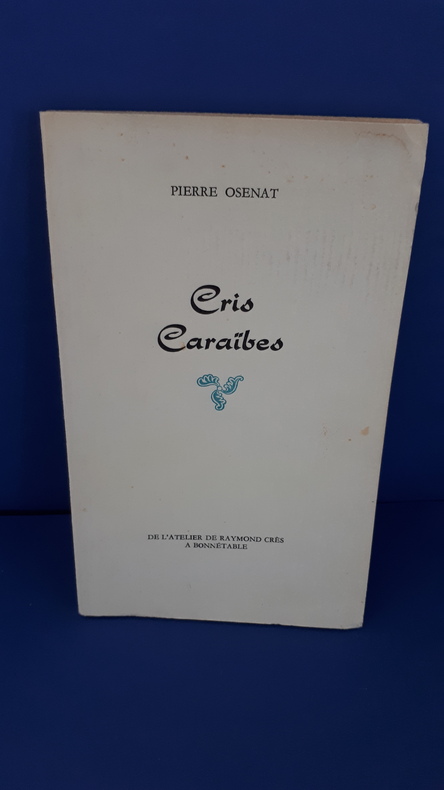 PIERRE OSENAT
Cris
Caraïbes
DE L'ATELIER DE RAYMOND CRÈS
A BONNÉTABLE